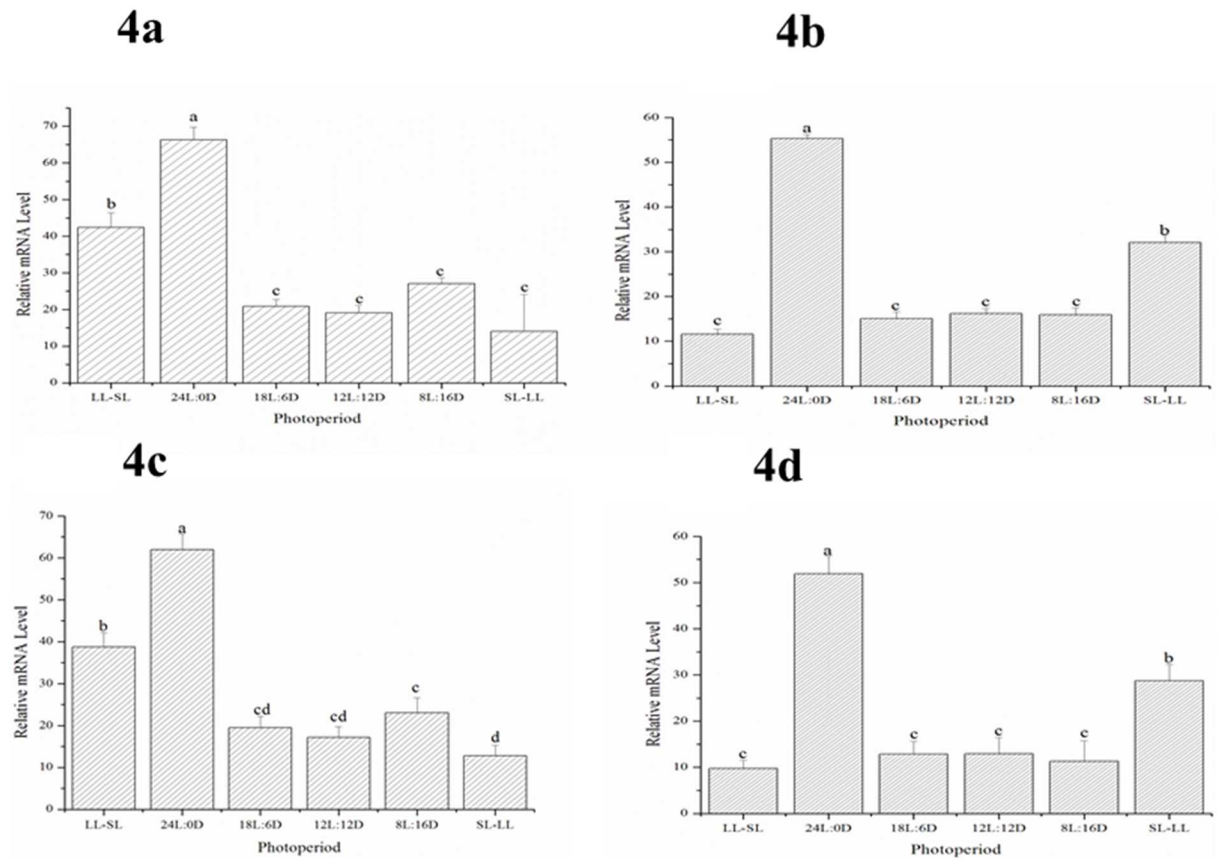 4a
70
60
50
40
30
20
10
0
Relative mRNA Level
b
a
c
c
c
c
LL-SL 24L:0D 18L:6D 12L:12D 8L:16D SL-LL
Photoperiod
4b
60
50
40
30
20
10
0
Relative mRNA Level
c
a
c
c
c
b
LL-SL 24L:0D 18L:6D 12L:12D 8L:16D SL-LL
Photoperiod
4c
70
60
50
40
30
20
10
0
Relative mRNA Level
b
a
cd
cd
c
d
LL-SL 24L:0D 18L:6D 12L:12D 8L:16D SL-LL
Photoperiod
4d
60
50
40
30
20
10
0
Relative mRNA Level
c
a
c
c
c
b
LL-SL 24L:0D 18L:6D 12L:12D 8L:16D SL-LL
Photoperiod